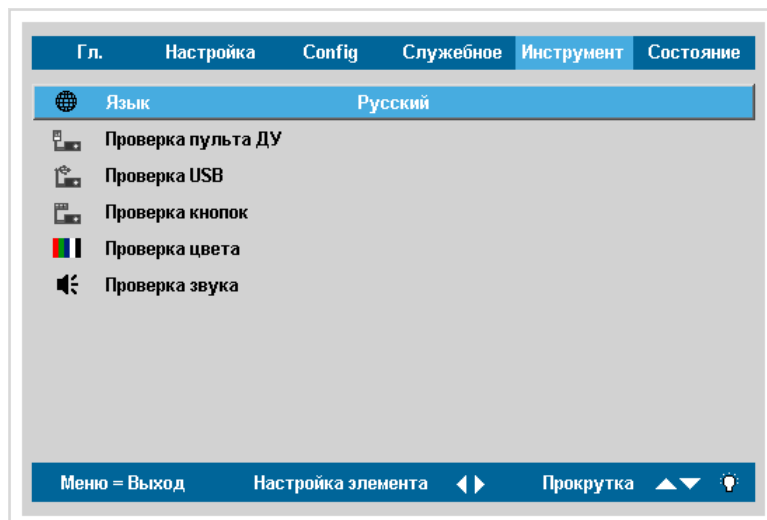 Гл. Настройка Config Служебное Инструмент Состояние
Язык Русский
Проверка пульта ДУ
Проверка USB
Проверка кнопок
Проверка цвета
Проверка звука
Меню = Выход Настройка элемента Прокрутка